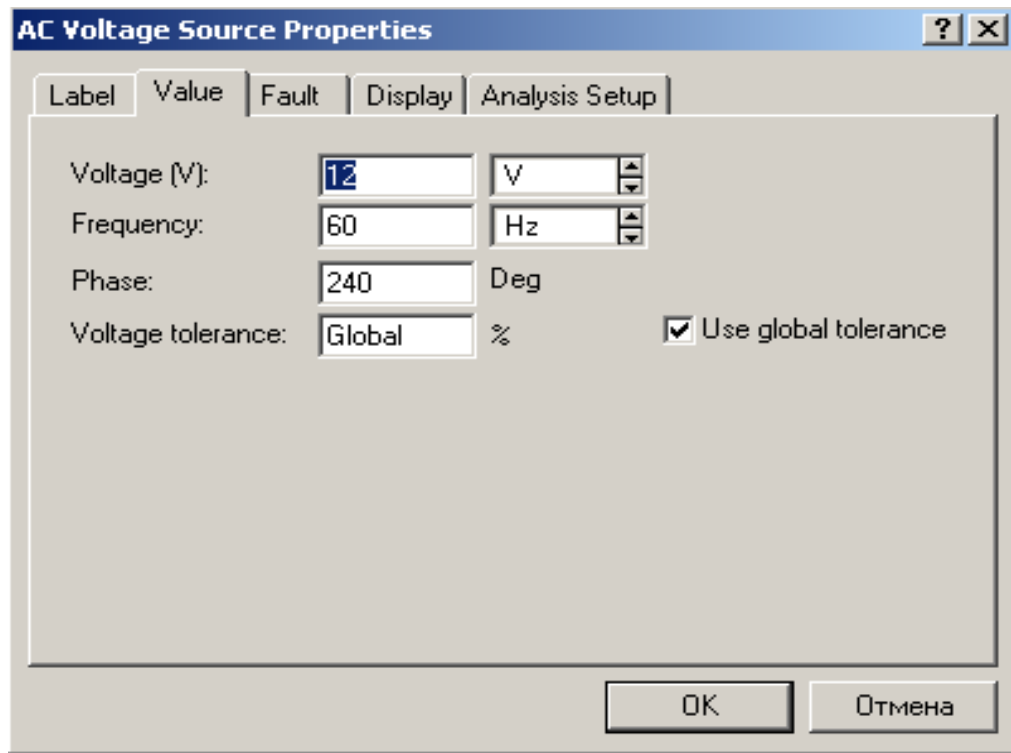 AC Voltage Source Properties
Label Value Fault Display Analysis Setup
Voltage (V): 12 V
Frequency: 60 Hz
Phase: 240 Deg
Voltage tolerance: Global % Use global tolerance
OK Отмена